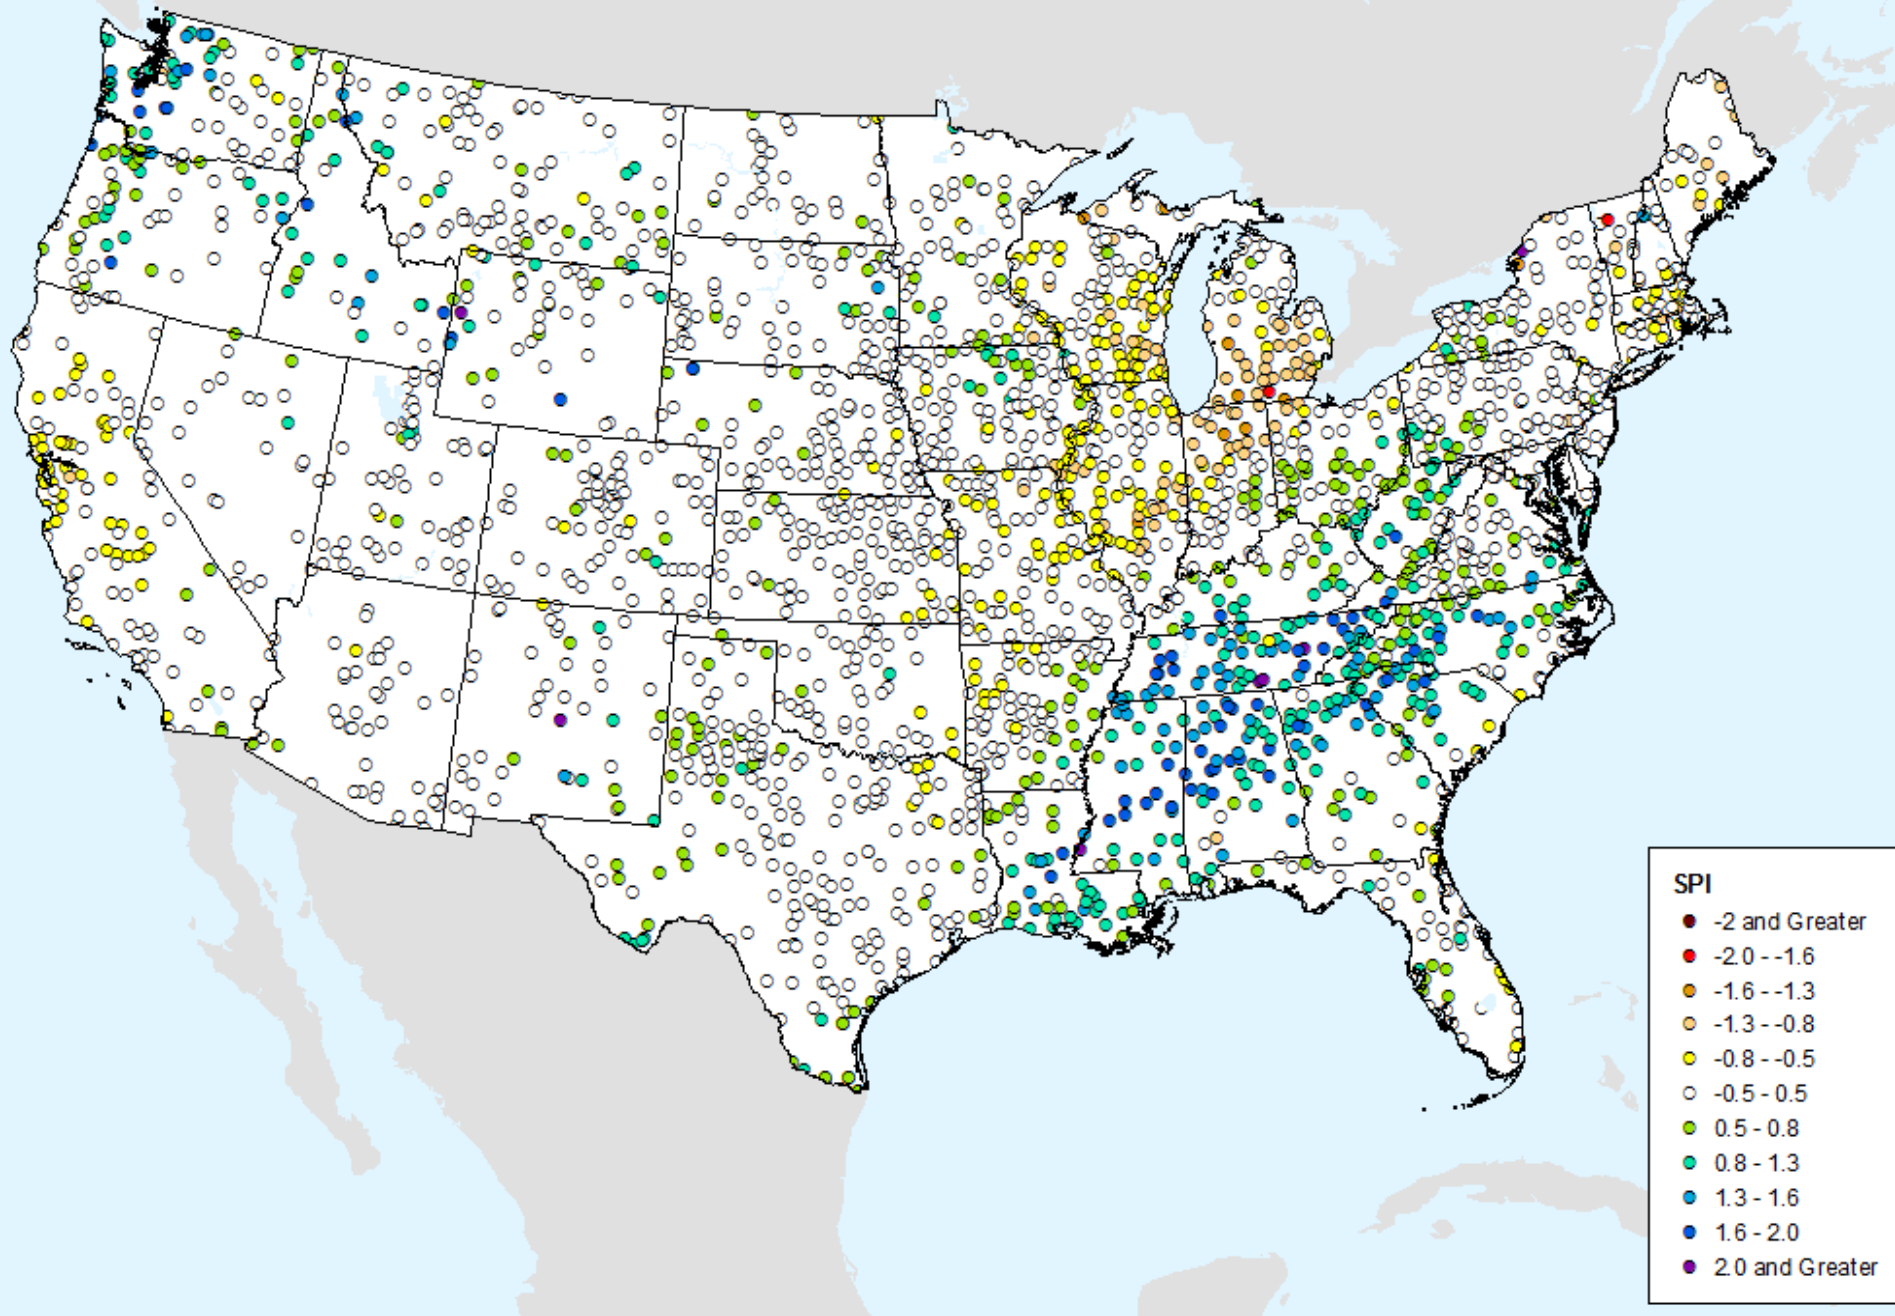 SPI
-2 and Greater
-2.0 - -1.6
-1.6 - -1.3
-1.3 - -0.8
-0.8 - -0.5
-0.5 - 0.5
0.5 - 0.8
0.8 - 1.3
1.3 - 1.6
1.6 - 2.0
2.0 and Greater